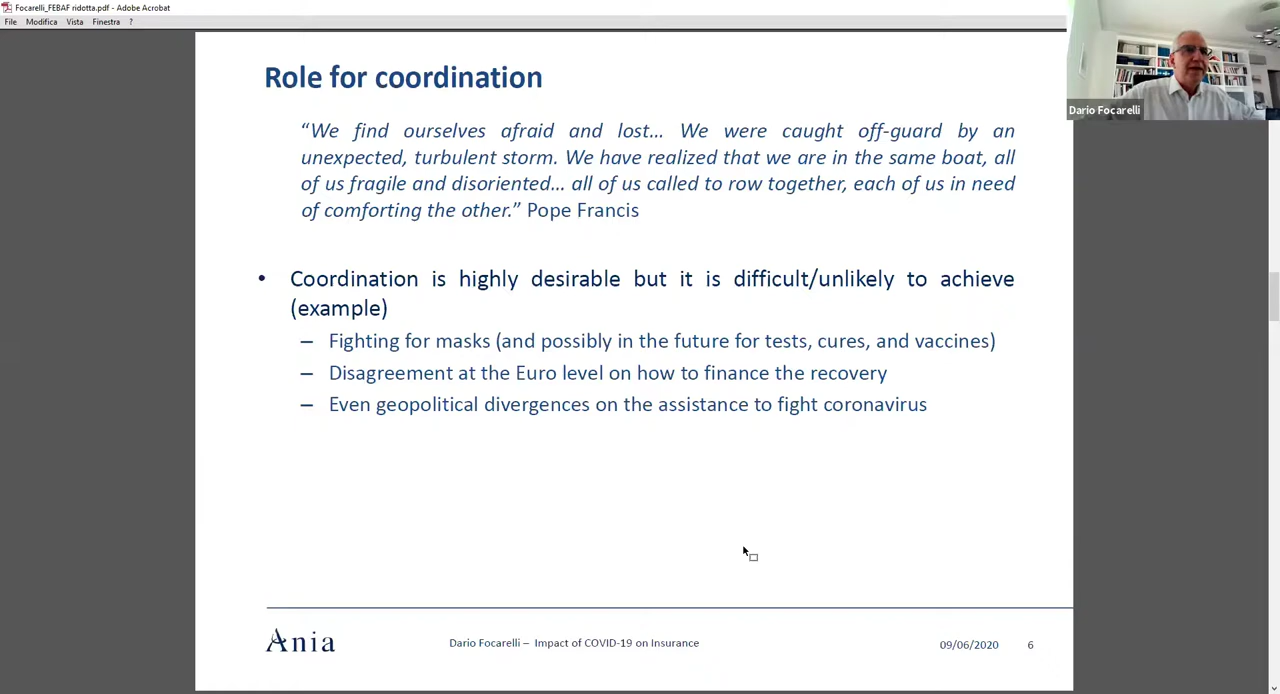 Focarelli_FEBAF ridotta.pdf - Adobe Acrobat
File Modifica Vista Finestra ?
Dario Focarelli
Role for coordination
“We find ourselves afraid and lost… We were caught off-guard by an
unexpected, turbulent storm. We have realized that we are in the same boat, all
of us fragile and disoriented… all of us called to row together, each of us in need
of comforting the other.” Pope Francis
• Coordination is highly desirable but it is difficult/unlikely to achieve
(example)
– Fighting for masks (and possibly in the future for tests, cures, and vaccines)
– Disagreement at the Euro level on how to finance the recovery
– Even geopolitical divergences on the assistance to fight coronavirus
Ania
Dario Focarelli – Impact of COVID-19 on Insurance
09/06/2020 6